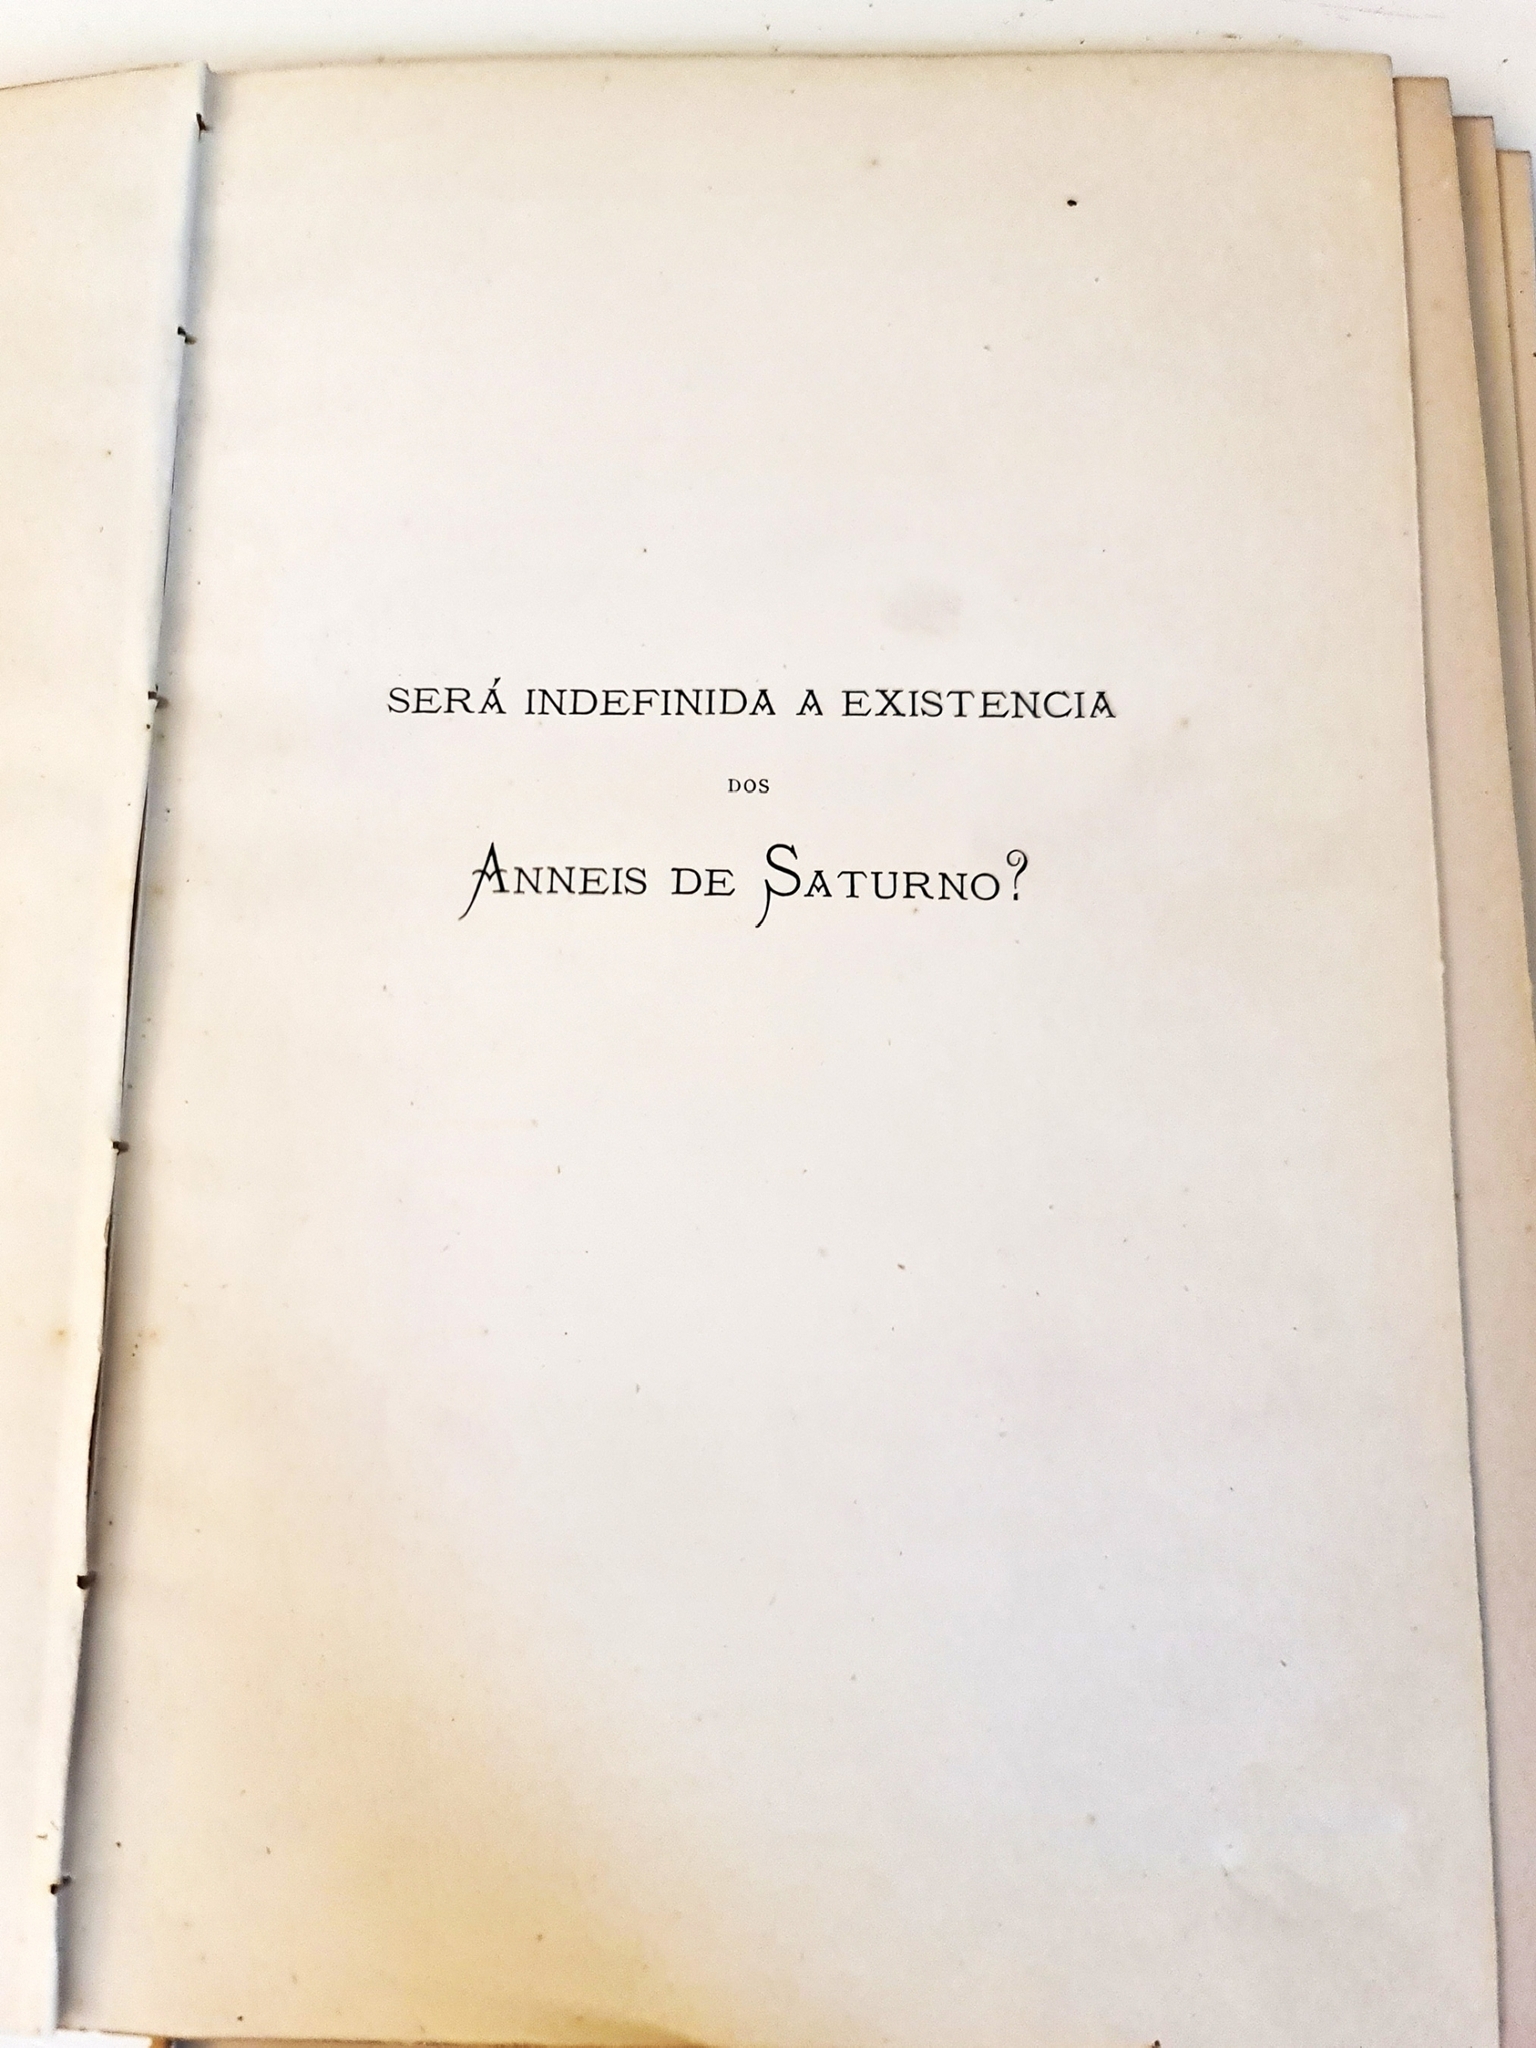 SERÁ INDEFINIDA A EXISTENCIA
DOS
ANNEIS DE SATURNO?